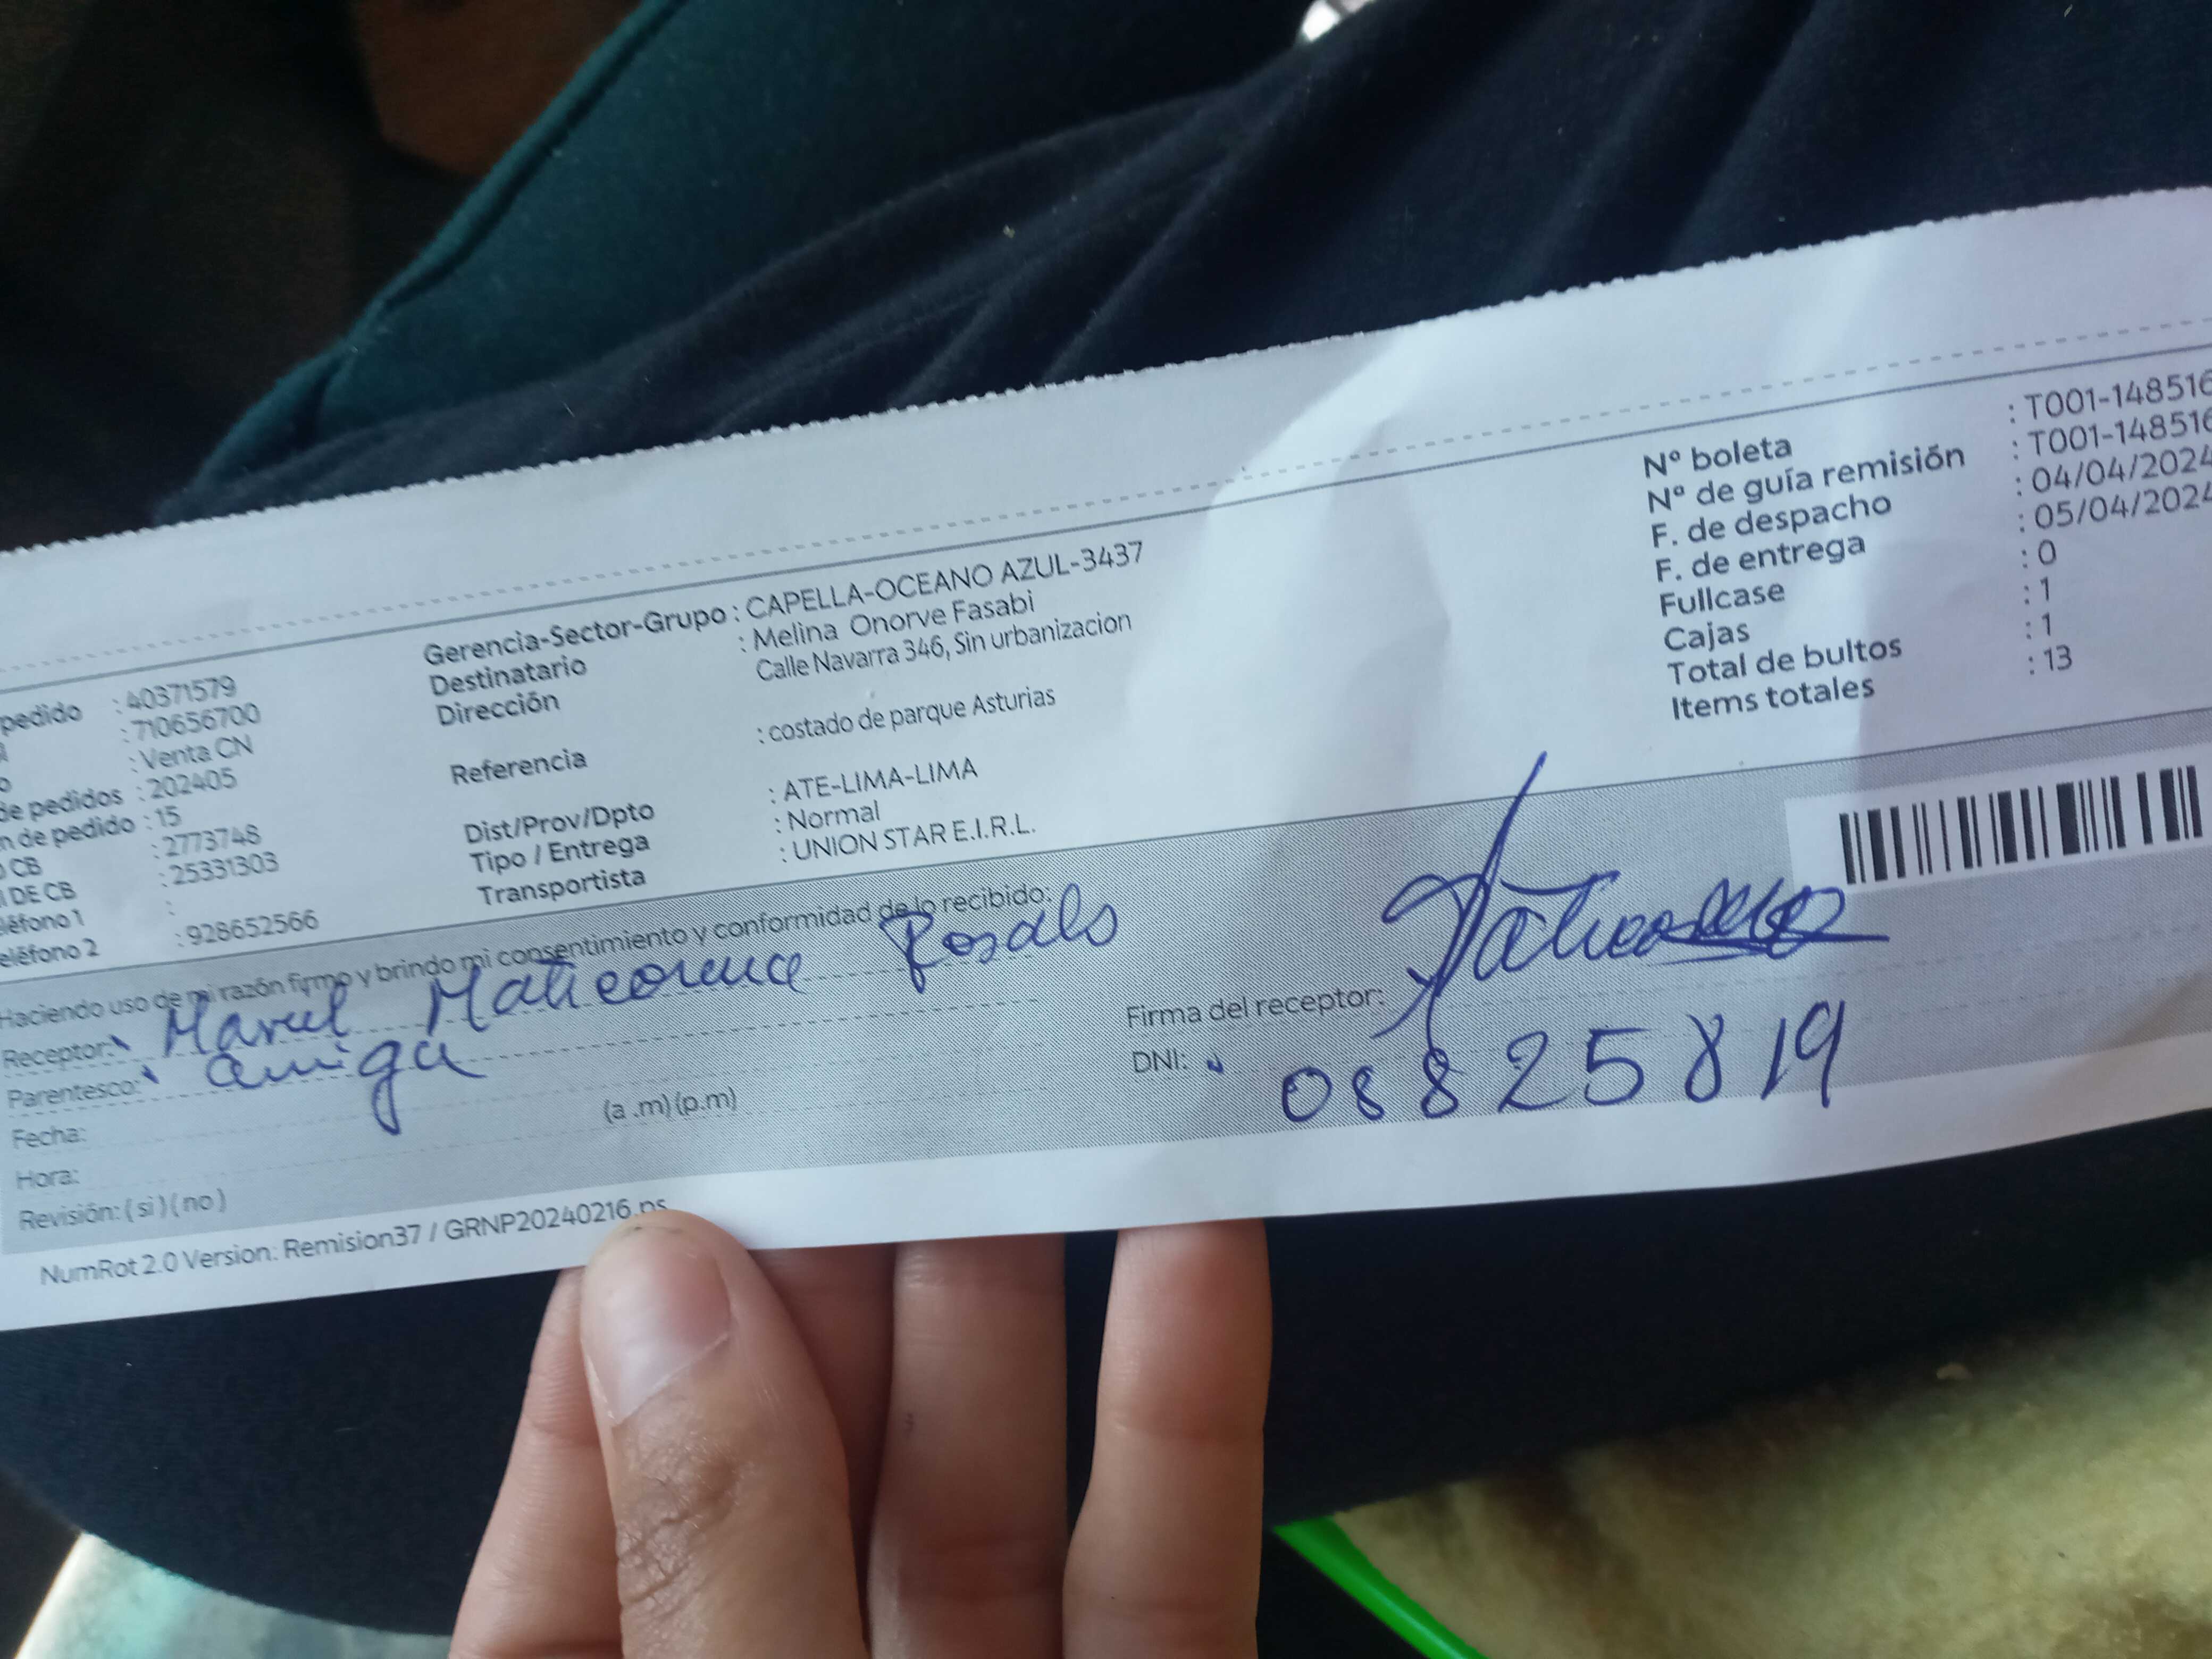 pedido : 40371579
: 710656700
: Venta CN
de pedidos : 202405
n de pedido : 15
CB : 2773748
DE CB : 25331303
léfono 1 :
eléfono 2 : 928652566
Gerencia-Sector-Grupo : CAPELLA-OCEANO AZUL-3437
Destinatario : Melina Onorve Fasabi
Dirección Calle Navarra 346, Sin urbanizacion
Referencia : costado de parque Asturias
Dist/Prov/Dpto : ATE-LIMA-LIMA
Tipo / Entrega : Normal
Transportista : UNION STAR E.I.R.L.
Nº boleta : T001-148516
Nº de guía remisión : T001-148516
F. de despacho : 04/04/2024
F. de entrega : 05/04/2024
Fullcase : 0
Cajas : 1
Total de bultos : 1
Items totales : 13
Haciendo uso de mi razón firmo y brindo mi consentimiento y conformidad de lo recibido:
Receptor: Maticorena Rosales
Parentesco: amiga
Fecha:
Hora: (a .m) (p.m)
Revisión: ( si ) ( no )
Firma del receptor:
DNI: 08825819
NumRot 2.0 Version: Remision37 / GRNP20240216.ps